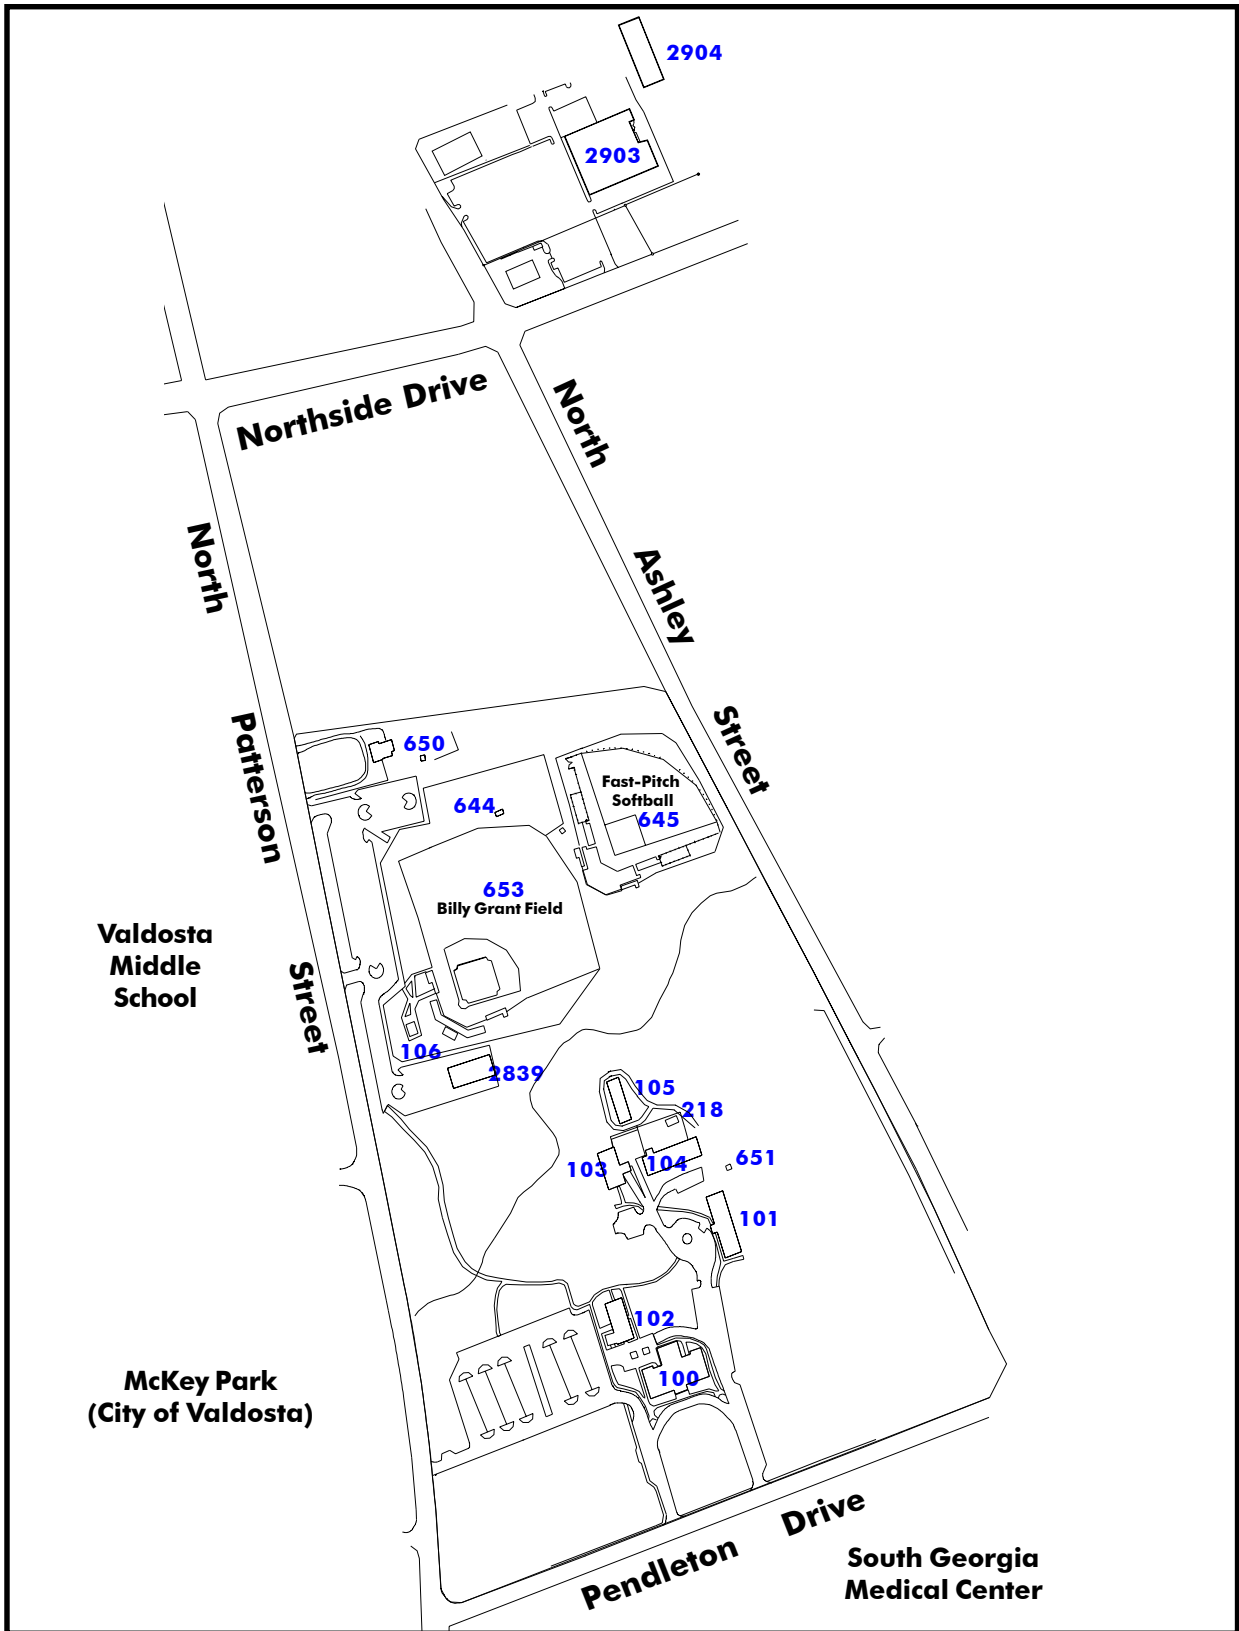 2904
2903
Northside Drive
North
Ashley
Street
North
Patterson
Street
650
Fast-Pitch
Softball
645
644
653
Billy Grant Field
Valdosta
Middle
School
106
2839
105
218
103
104
651
101
102
100
McKey Park
(City of Valdosta)
Pendleton Drive
South Georgia
Medical Center